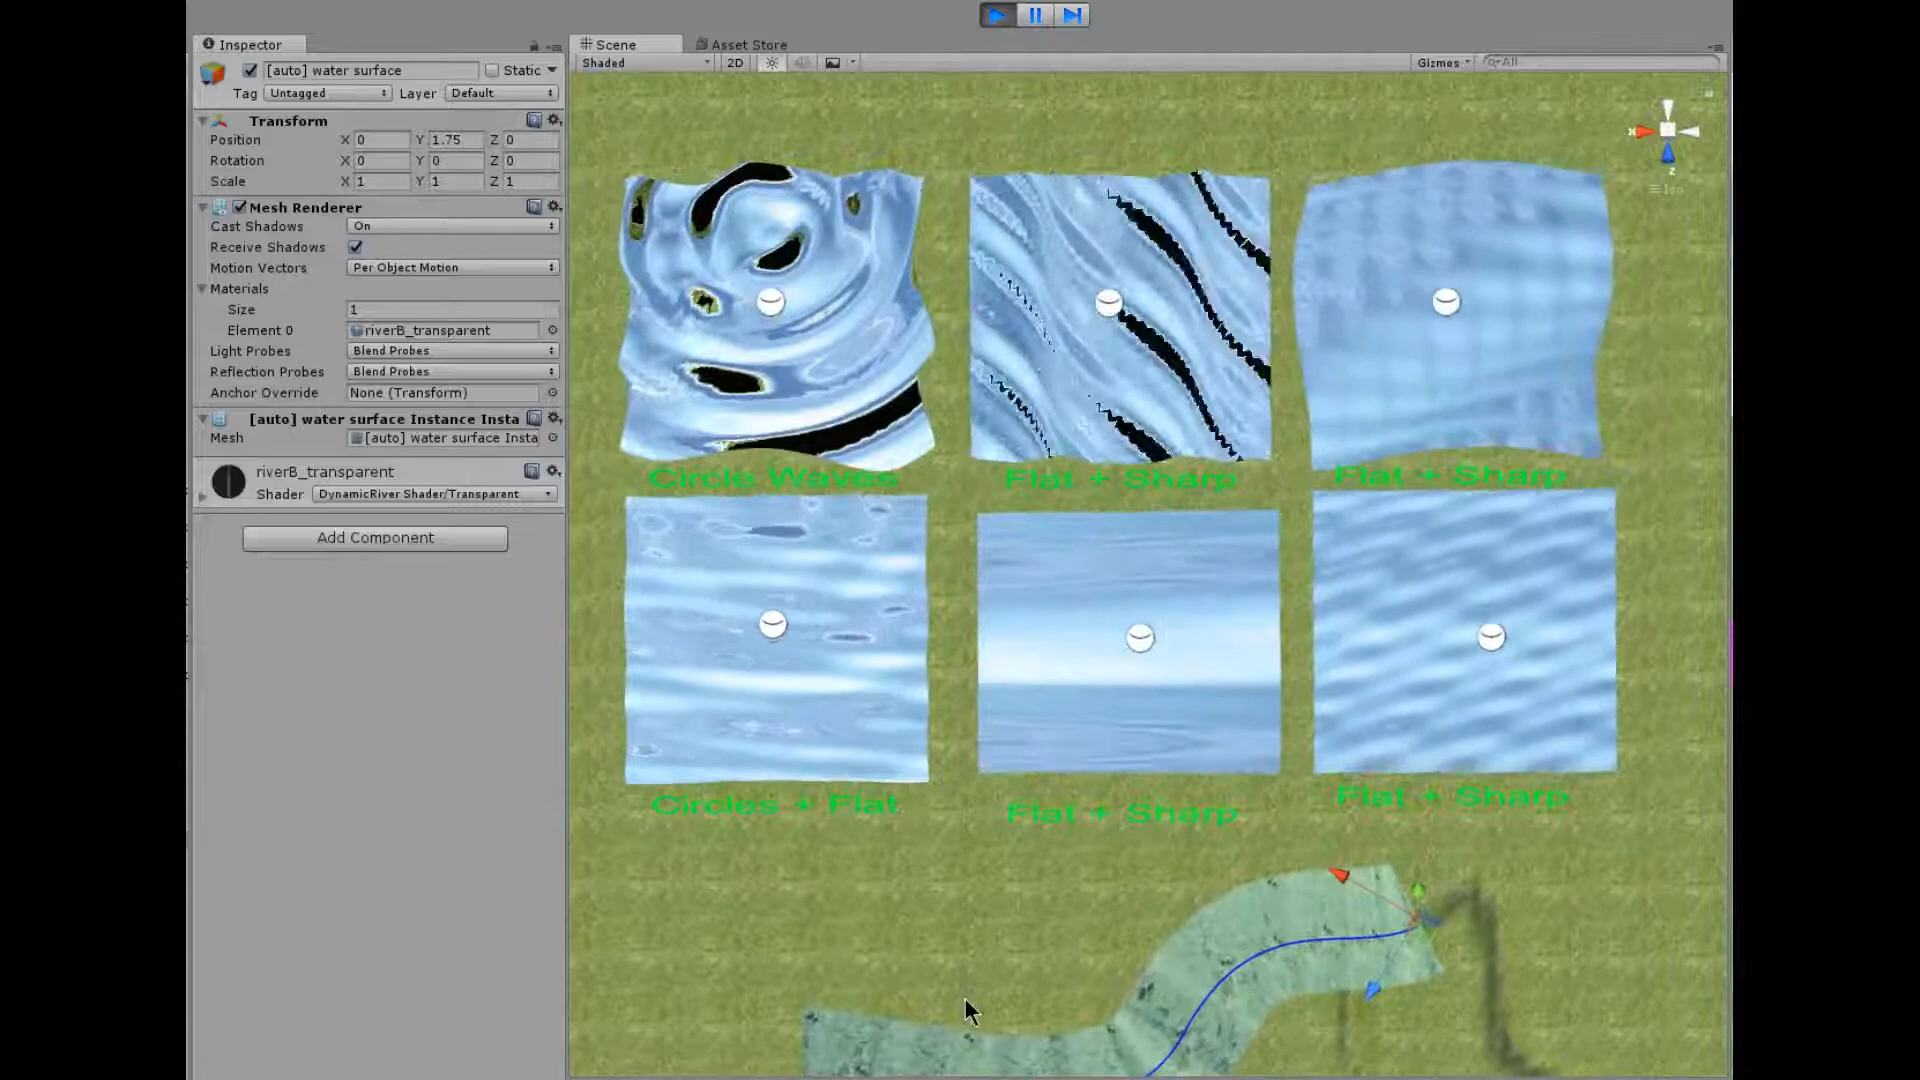 Inspector
[auto] water surface
Static
Tag Untagged Layer Default
Transform
Position X 0 Y 1.75 Z 0
Rotation X 0 Y 0 Z 0
Scale X 1 Y 1 Z 1
Mesh Renderer
Cast Shadows On
Receive Shadows
Motion Vectors Per Object Motion
Materials
Size 1
Element 0 riverB_transparent
Light Probes Blend Probes
Reflection Probes Blend Probes
Anchor Override None (Transform)
[auto] water surface Instance Insta
Mesh [auto] water surface Insta
riverB_transparent
Shader DynamicRiver Shader/Transparent
Add Component
Scene
Asset Store
Shaded 2D
Gizmos All
x
z
Iso
Circle Waves
Flat + Sharp
Flat + Sharp
Circles + Flat
Flat + Sharp
Flat + Sharp